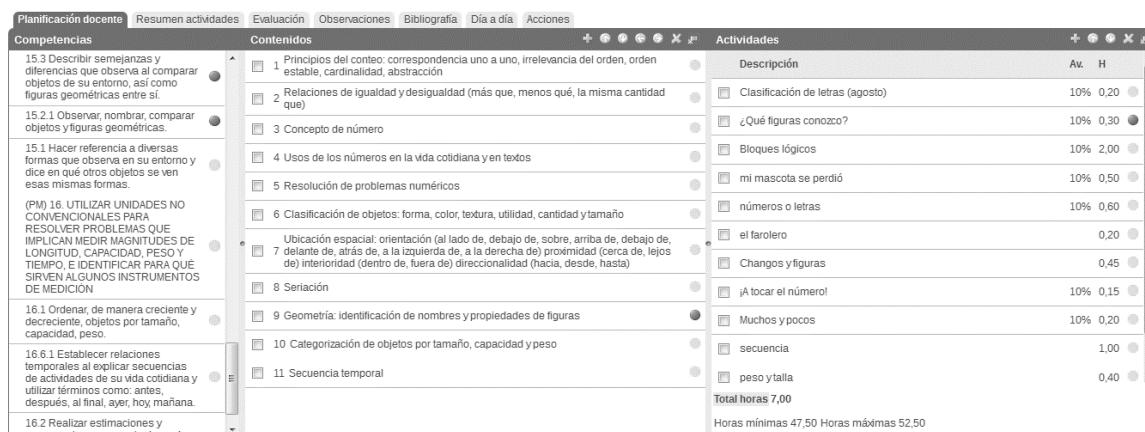 Planificación docente Resumen actividades Evaluación Observaciones Bibliografía Día a día Acciones
Competencias
15.3 Describir semejanzas y
diferencias que observa al comparar
objetos de su entorno, así como
figuras geométricas entre sí.
15.2.1 Observar, nombrar, comparar
objetos y figuras geométricas.
15.1 Hacer referencia a diversas
formas que observa en su entorno y
dice en qué otros objetos se ven
esas mismas formas.
(PM) 16. UTILIZAR UNIDADES NO
CONVENCIONALES PARA
RESOLVER PROBLEMAS QUE
IMPLICAN MEDIR MAGNITUDES DE
LONGITUD, CAPACIDAD, PESO Y
TIEMPO, E IDENTIFICAR PARA QUÉ
SIRVEN ALGUNOS INSTRUMENTOS
DE MEDICIÓN
16.1 Ordenar, de manera creciente y
decreciente, objetos por tamaño,
capacidad, peso.
16.6.1 Establecer relaciones
temporales al explicar secuencias
de actividades de su vida cotidiana y
utilizar términos como: antes,
después, al final, ayer, hoy, mañana.
16.2 Realizar estimaciones y
Contenidos
1 Principios del conteo: correspondencia uno a uno, irrelevancia del orden, orden
estable, cardinalidad, abstracción
2 Relaciones de igualdad y desigualdad (más que, menos qué, la misma cantidad
que)
3 Concepto de número
4 Usos de los números en la vida cotidiana y en textos
5 Resolución de problemas numéricos
6 Clasificación de objetos: forma, color, textura, utilidad, cantidad y tamaño
Ubicación espacial: orientación (al lado de, debajo de, sobre, arriba de, debajo de,
7 delante de, atrás de, a la izquierda de, a la derecha de) proximidad (cerca de, lejos
de) interioridad (dentro de, fuera de) direccionalidad (hacia, desde, hasta)
8 Seriación
9 Geometría: identificación de nombres y propiedades de figuras
10 Categorización de objetos por tamaño, capacidad y peso
11 Secuencia temporal
Actividades
Descripción Av. H
Clasificación de letras (agosto) 10% 0,20
¿Qué figuras conozco? 10% 0,30
Bloques lógicos 10% 2,00
mi mascota se perdió 10% 0,50
números o letras 10% 0,60
el farolero 0,20
Changos y figuras 0,45
¡A tocar el número! 10% 0,15
Muchos y pocos 10% 0,20
secuencia 1,00
peso y talla 0,40
Total horas 7,00
Horas mínimas 47,50 Horas máximas 52,50